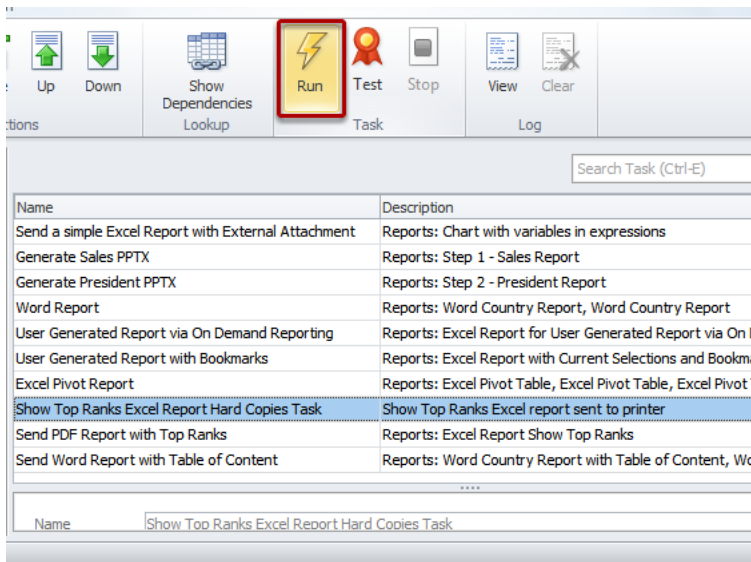 Up Down Show Dependencies Run Test Stop View Clear
Lookup Task Log
Search Task (Ctrl-E)
Name Description
Send a simple Excel Report with External Attachment Reports: Chart with variables in expressions
Generate Sales PPTX Reports: Step 1 - Sales Report
Generate President PPTX Reports: Step 2 - President Report
Word Report Reports: Word Country Report, Word Country Report
User Generated Report via On Demand Reporting Reports: Excel Report for User Generated Report via On
User Generated Report with Bookmarks Reports: Excel Report with Current Selections and Bookma
Excel Pivot Report Reports: Excel Pivot Table, Excel Pivot Table, Excel Pivot
Show Top Ranks Excel Report Hard Copies Task Show Top Ranks Excel report sent to printer
Send PDF Report with Top Ranks Reports: Excel Report Show Top Ranks
Send Word Report with Table of Content Reports: Word Country Report with Table of Content, Wo
Name Show Top Ranks Excel Report Hard Copies Task